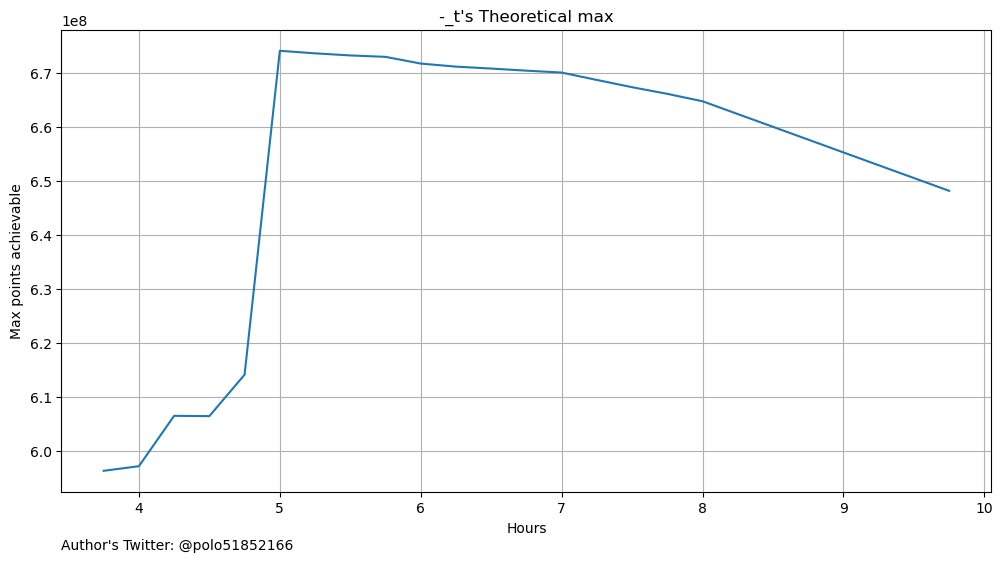 -_t's Theoretical max
1e8
6.7
6.6
6.5
6.4
6.3
6.2
6.1
6.0
Max points achievable
4 5 6 7 8 9 10
Hours
Author's Twitter: @polo51852166